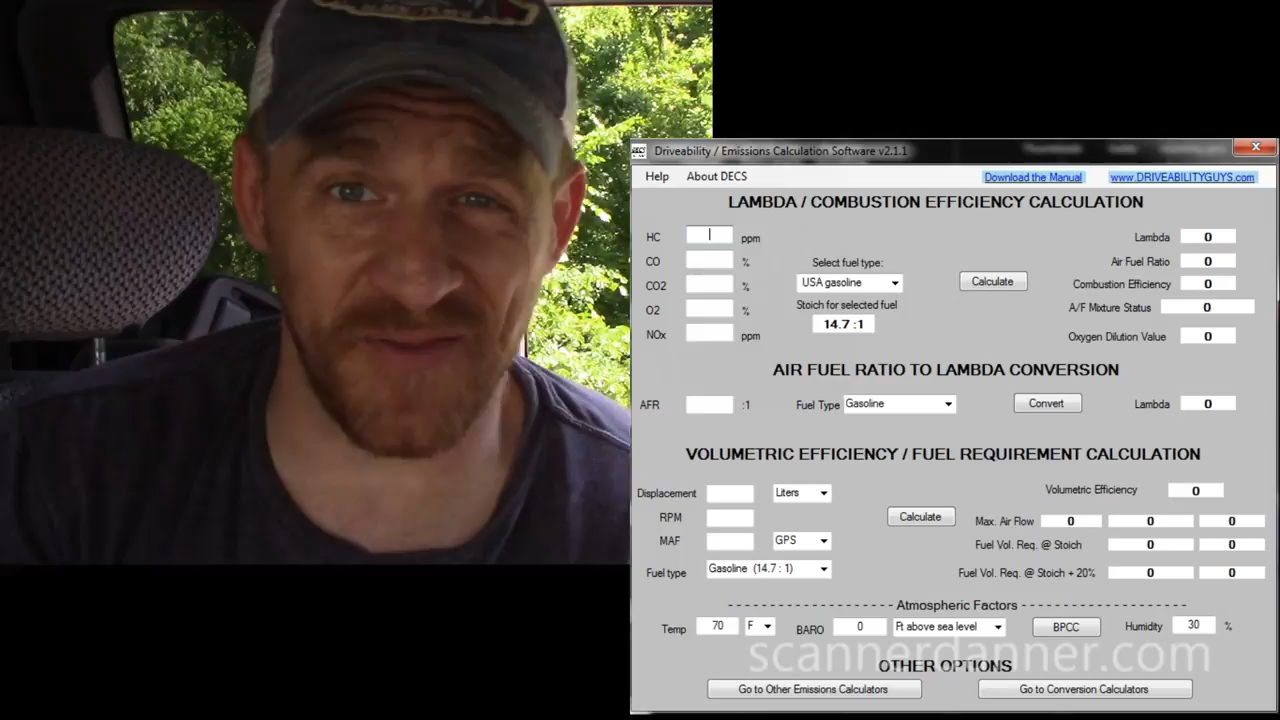 DECS
Driveability / Emissions Calculation Software v2.1.1
Help About DECS Download the Manual www.DRIVEABILITYGUYS.com
LAMBDA / COMBUSTION EFFICIENCY CALCULATION
HC ppm Lambda 0
CO % Select fuel type: Air Fuel Ratio 0
CO2 % USA gasoline Calculate Combustion Efficiency 0
O2 % Stoich for selected fuel A/F Mixture Status 0
14.7 :1
NOx ppm Oxygen Dilution Value 0
AIR FUEL RATIO TO LAMBDA CONVERSION
AFR :1 Fuel Type Gasoline Convert Lambda 0
VOLUMETRIC EFFICIENCY / FUEL REQUIREMENT CALCULATION
Displacement Liters Volumetric Efficiency 0
RPM Calculate Max. Air Flow 0 0 0
MAF GPS Fuel Vol. Req. @ Stoich 0 0
Fuel type Gasoline (14.7 : 1) Fuel Vol. Req. @ Stoich + 20% 0 0
Atmospheric Factors
Temp 70 F BARO 0 Ft above sea level BPCC Humidity 30 %
scannerdanner.com
OTHER OPTIONS
Go to Other Emissions Calculators Go to Conversion Calculators